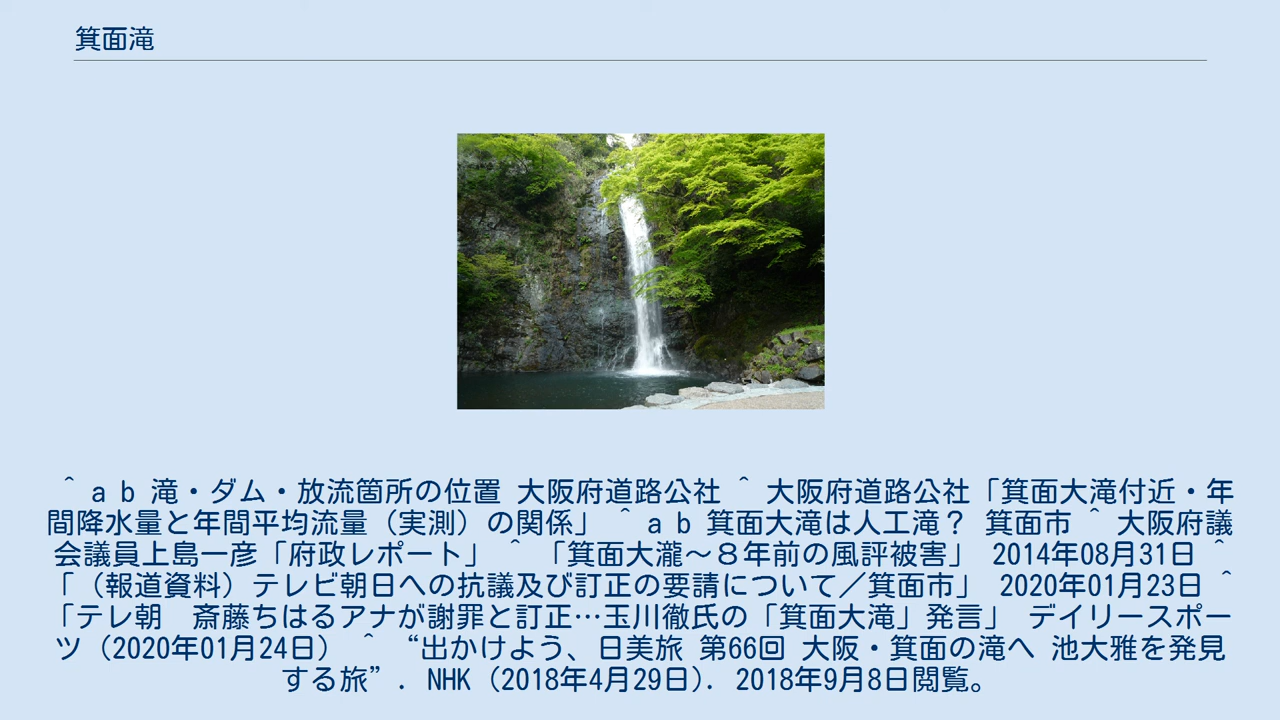 箕面滝
^ a b 滝・ダム・放流箇所の位置 大阪府道路公社 ^ 大阪府道路公社「箕面大滝付近・年
間降水量と年間平均流量（実測）の関係」 ^ a b 箕面大滝は人工滝？ 箕面市 ^ 大阪府議
会議員上島一彦「府政レポート」 ^ 「箕面大瀧～８年前の風評被害」 2014年08月31日 ^
「（報道資料）テレビ朝日への抗議及び訂正の要請について／箕面市」 2020年01月23日 ^
「テレ朝　斎藤ちはるアナが謝罪と訂正…玉川徹氏の「箕面大滝」発言」 デイリースポー
ツ（2020年01月24日） ^ “出かけよう、日美旅 第66回 大阪・箕面の滝へ 池大雅を発見
する旅”. NHK (2018年4月29日). 2018年9月8日閲覧。